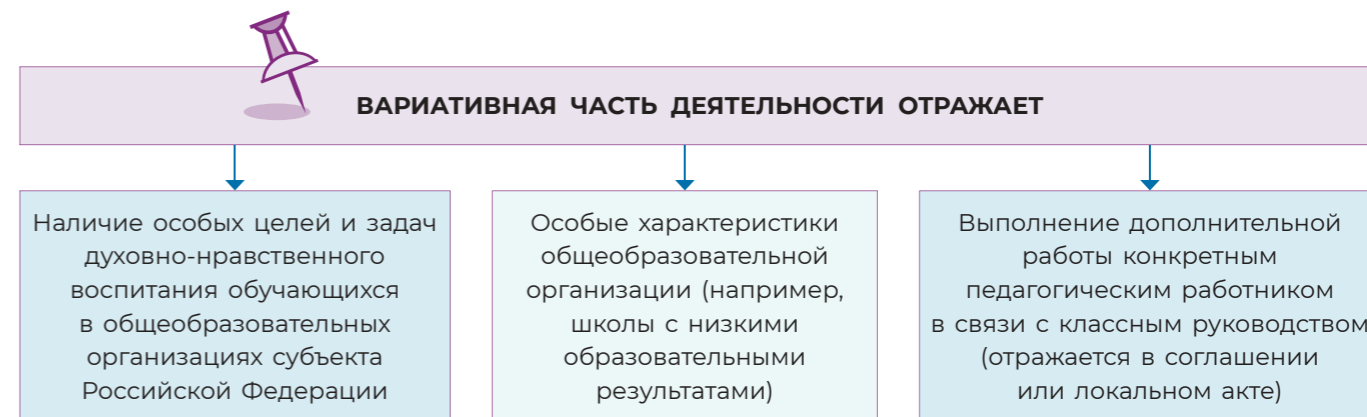 ВАРИАТИВНАЯ ЧАСТЬ ДЕЯТЕЛЬНОСТИ ОТРАЖАЕТ
Наличие особых целей и задач
духовно-нравственного
воспитания обучающихся
в общеобразовательных
организациях субъекта
Российской Федерации
Особые характеристики
общеобразовательной
организации (например,
школы с низкими
образовательными
результатами)
Выполнение дополнительной
работы конкретным
педагогическим работником
в связи с классным руководством
(отражается в соглашении
или локальном акте)